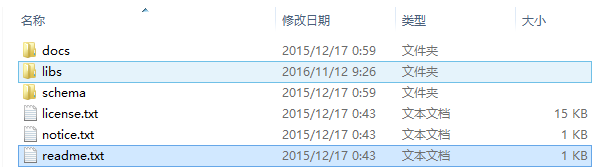 名称 修改日期 类型 大小
docs 2015/12/17 0:59 文件夹
libs 2016/11/12 9:26 文件夹
schema 2015/12/17 0:59 文件夹
license.txt 2015/12/17 0:43 文本文档 15 KB
notice.txt 2015/12/17 0:43 文本文档 1 KB
readme.txt 2015/12/17 0:43 文本文档 1 KB